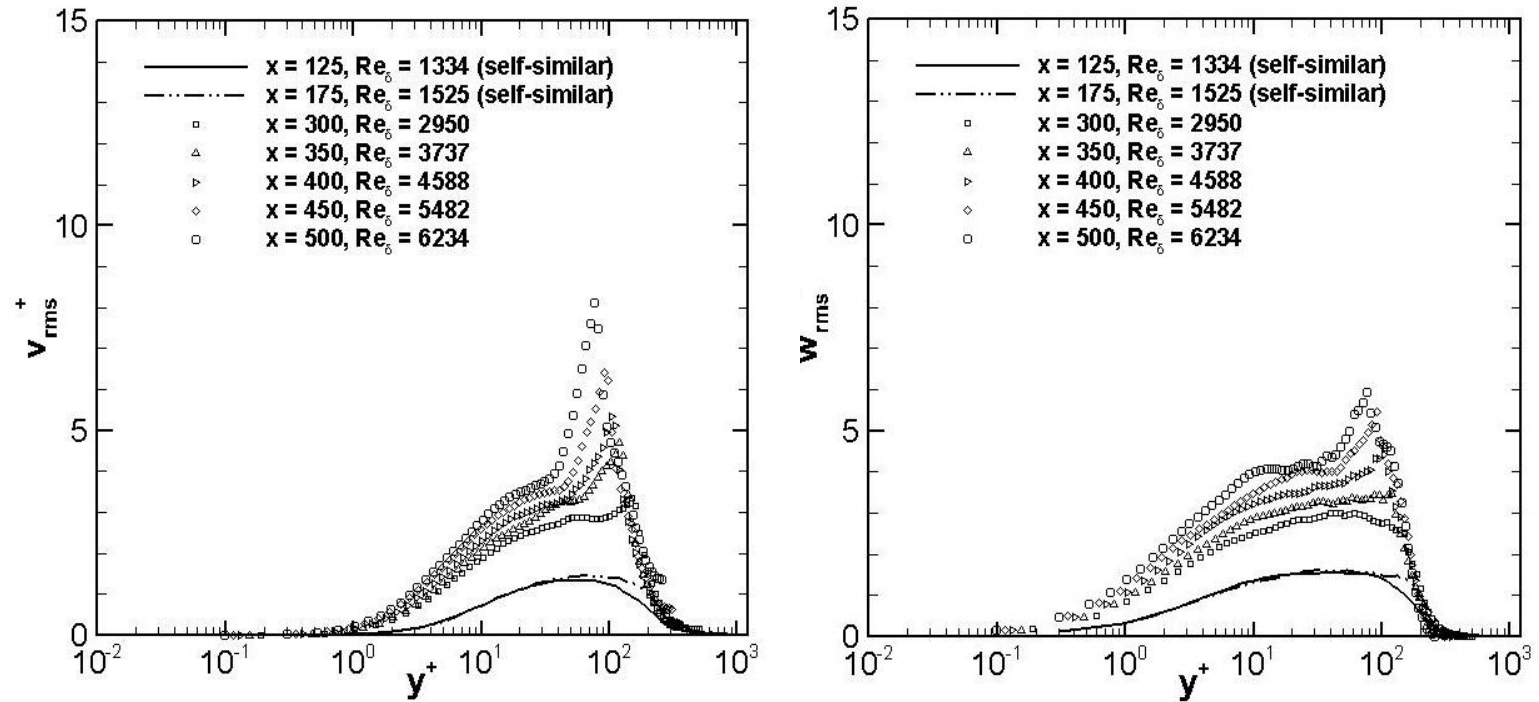 15
x = 125, Re_δ = 1334 (self-similar)
x = 175, Re_δ = 1525 (self-similar)
x = 300, Re_δ = 2950
x = 350, Re_δ = 3737
x = 400, Re_δ = 4588
x = 450, Re_δ = 5482
x = 500, Re_δ = 6234
10
v_rms^+
5
0
10^-2 10^-1 10^0 10^1 10^2 10^3
y^+
15
x = 125, Re_δ = 1334 (self-similar)
x = 175, Re_δ = 1525 (self-similar)
x = 300, Re_δ = 2950
x = 350, Re_δ = 3737
x = 400, Re_δ = 4588
x = 450, Re_δ = 5482
x = 500, Re_δ = 6234
10
w_rms
5
0
10^-2 10^-1 10^0 10^1 10^2 10^3
y^+